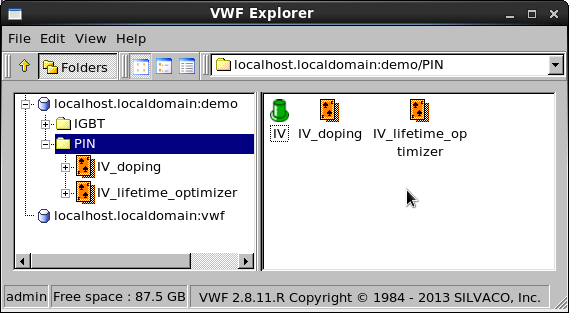 VWF Explorer
File Edit View Help
Folders localhost.localdomain:demo/PIN
localhost.localdomain:demo
IGBT
PIN
IV_doping
IV_lifetime_optimizer
localhost.localdomain:vwf
IV IV_doping IV_lifetime_op
timizer
admin Free space : 87.5 GB VWF 2.8.11.R Copyright © 1984 - 2013 SILVACO, Inc.